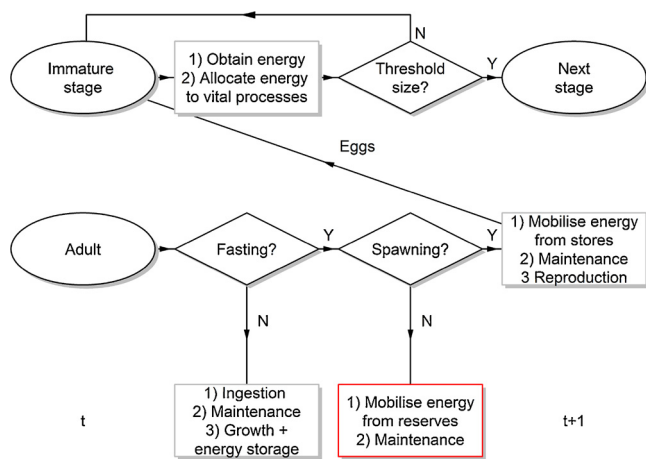 N
Immature
stage
1) Obtain energy
2) Allocate energy
to vital processes
Threshold
size?
Y
Next
stage
Eggs
Adult
Fasting?
Y
Spawning?
Y
1) Mobilise energy
from stores
2) Maintenance
3 Reproduction
N
N
t
1) Ingestion
2) Maintenance
3) Growth +
energy storage
1) Mobilise energy
from reserves
2) Maintenance
t+1